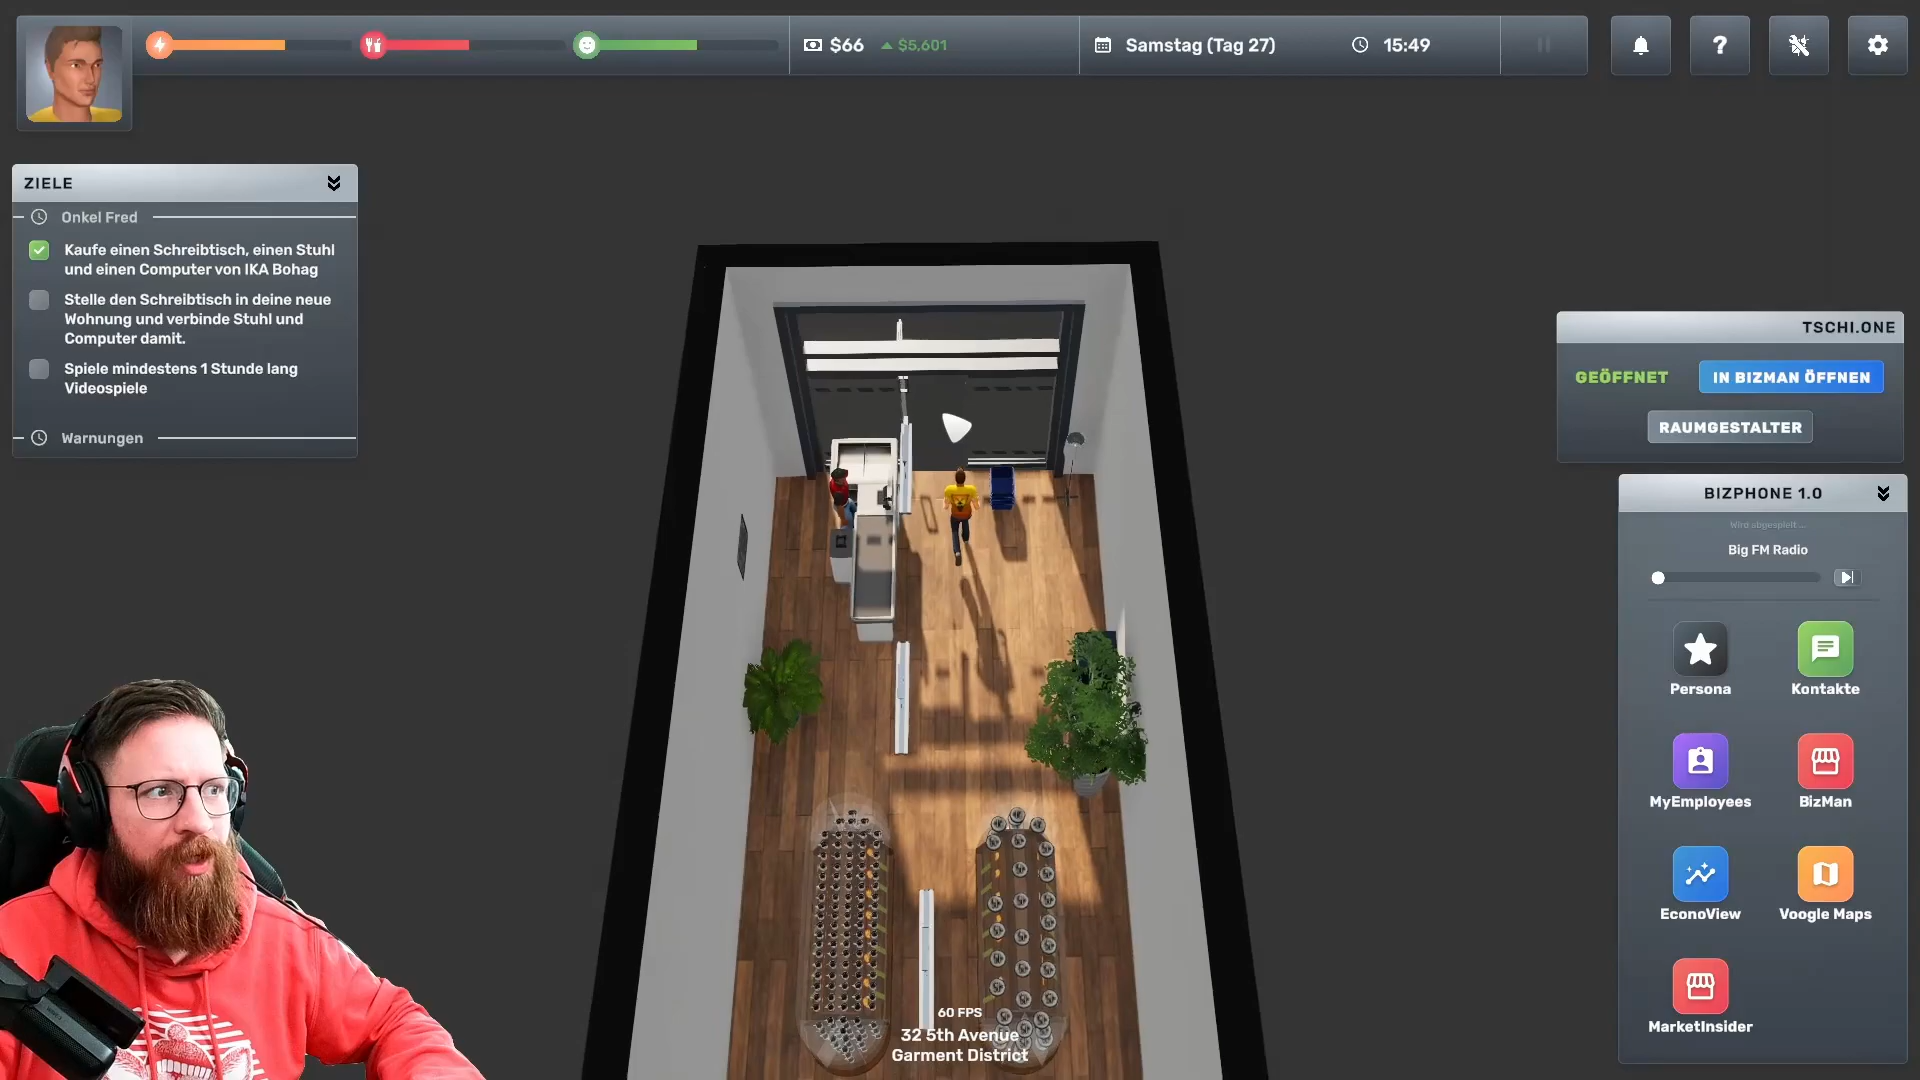 $66
$5,601
Samstag (Tag 27)
15:49
?
ZIELE
Onkel Fred
Kaufe einen Schreibtisch, einen Stuhl
und einen Computer von IKA Bohag
Stelle den Schreibtisch in deine neue
Wohnung und verbinde Stuhl und
Computer damit.
Spiele mindestens 1 Stunde lang
Videospiele
Warnungen
TSCHI.ONE
GEÖFFNET
IN BIZMAN ÖFFNEN
RAUMGESTALTER
BIZPHONE 1.0
Wird abgespielt ...
Big FM Radio
Persona
Kontakte
MyEmployees
BizMan
EconoView
Voogle Maps
MarketInsider
60 FPS
32 5th Avenue
Garment District